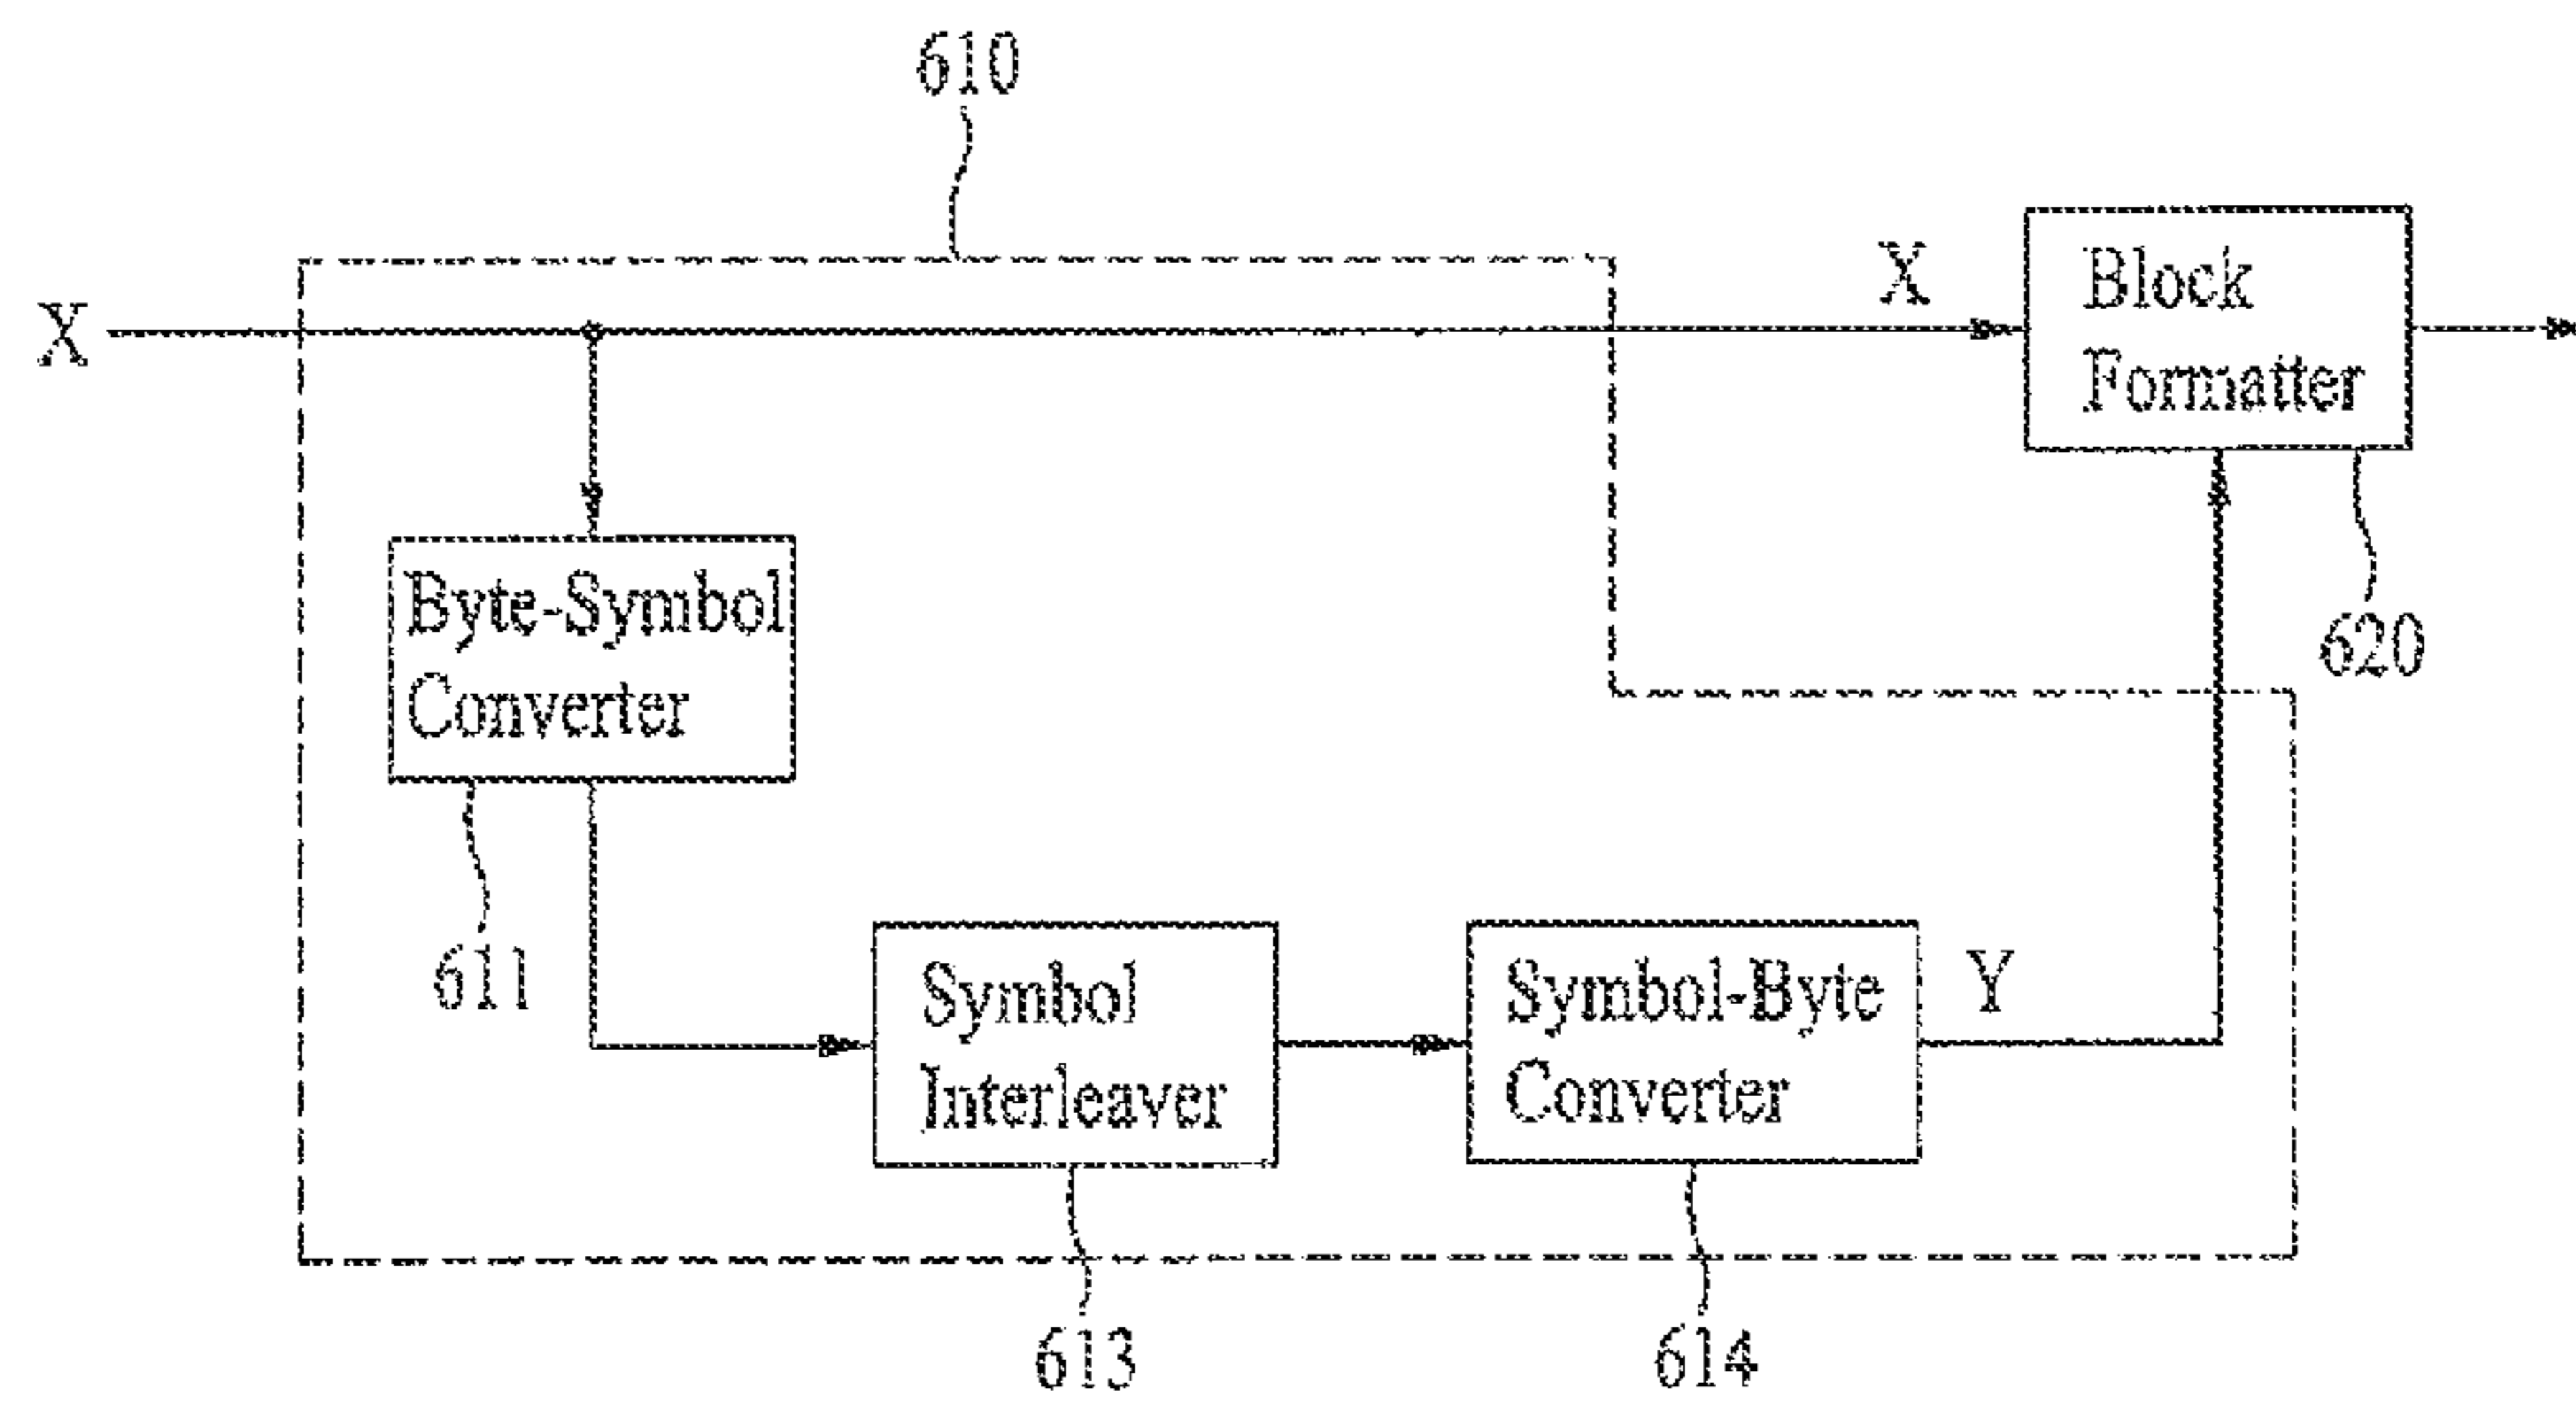 610
X
X
Block
Formatter
Byte-Symbol
Converter
620
611
Symbol
Interleaver
Symbol-Byte
Converter
Y
613
614